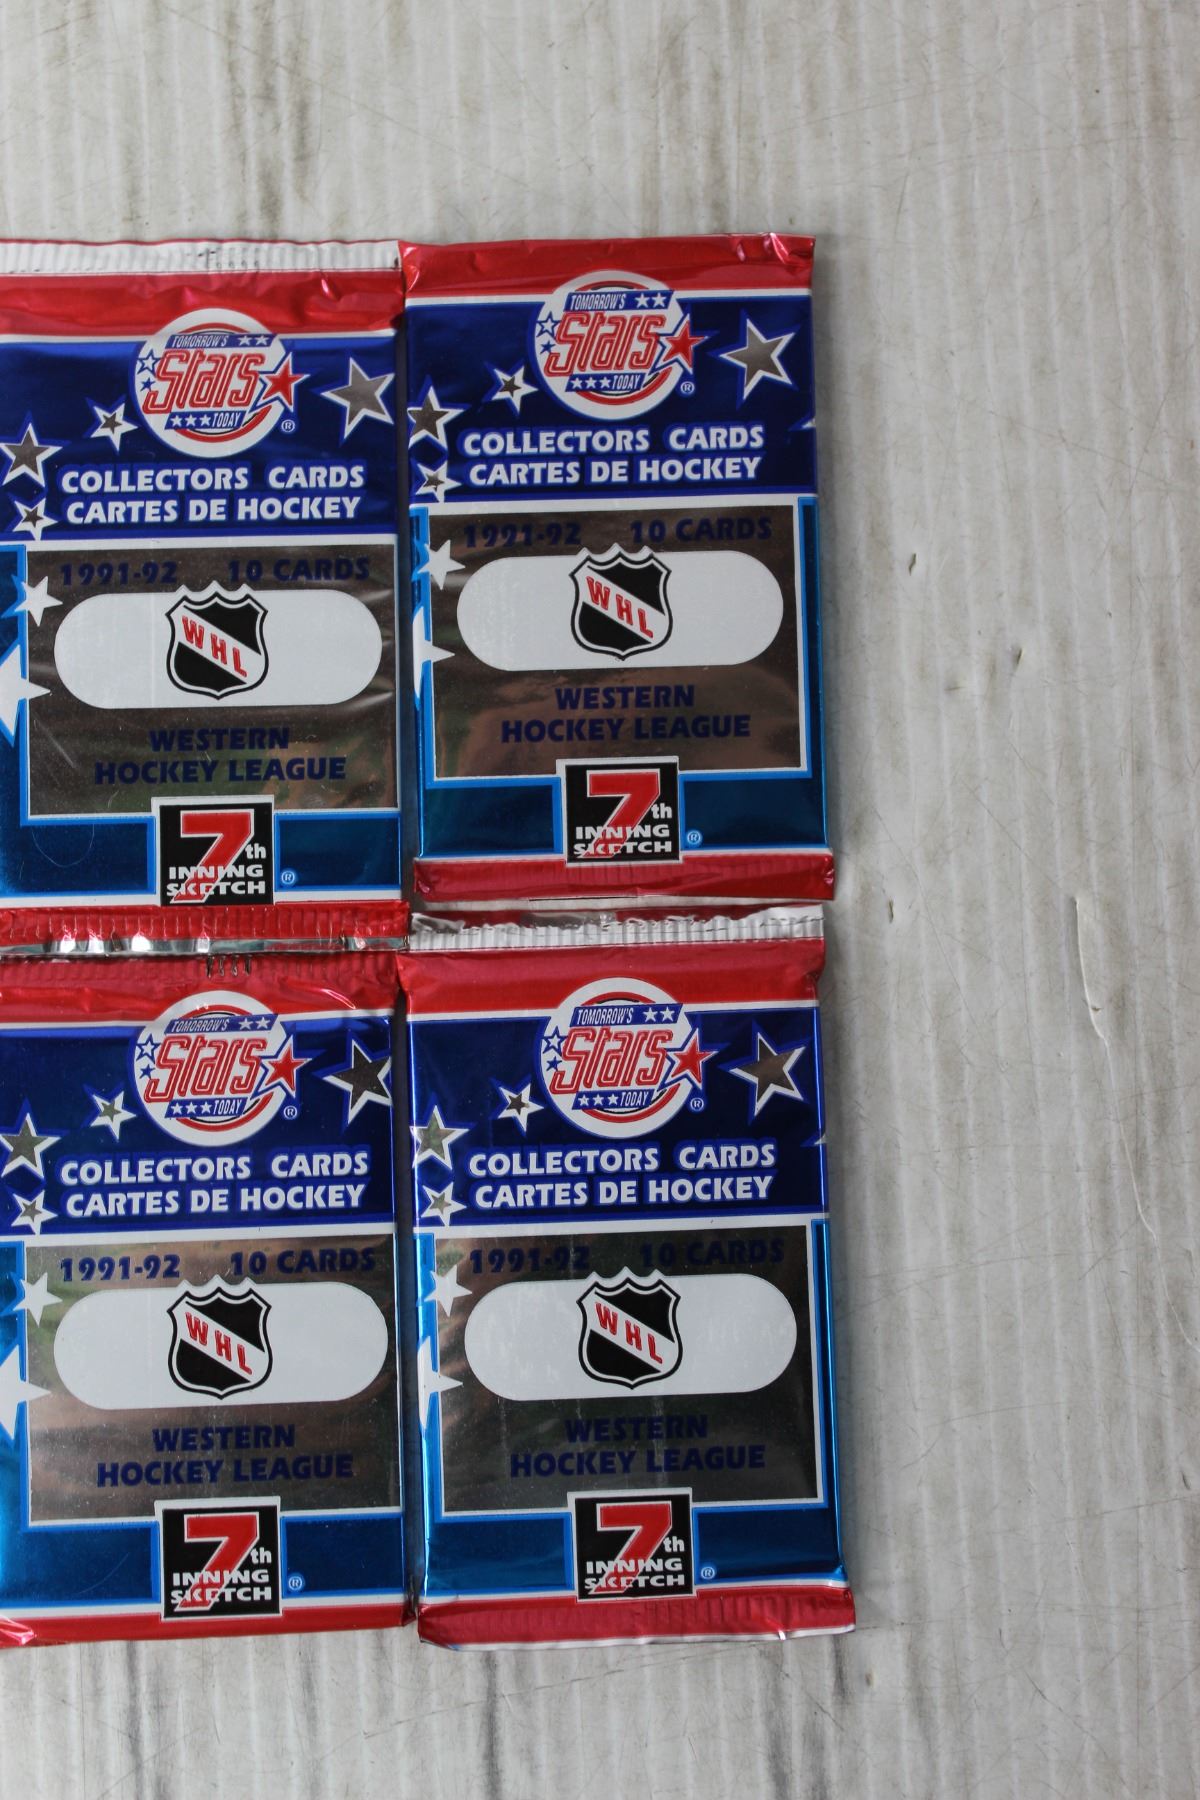 TOMORROW'S
Stars
TODAY
®
COLLECTORS CARDS
CARTES DE HOCKEY
1991-92 10 CARDS
WHL
WESTERN
HOCKEY LEAGUE
7th
INNING
SKETCH
®
TOMORROW'S
Stars
TODAY
®
COLLECTORS CARDS
CARTES DE HOCKEY
1991-92 10 CARDS
WHL
WESTERN
HOCKEY LEAGUE
7th
INNING
SKETCH
®
TOMORROW'S
Stars
TODAY
®
COLLECTORS CARDS
CARTES DE HOCKEY
1991-92 10 CARDS
WHL
WESTERN
HOCKEY LEAGUE
7th
INNING
SKETCH
®
TOMORROW'S
Stars
TODAY
®
COLLECTORS CARDS
CARTES DE HOCKEY
1991-92 10 CARDS
WHL
WESTERN
HOCKEY LEAGUE
7th
INNING
SKETCH
®